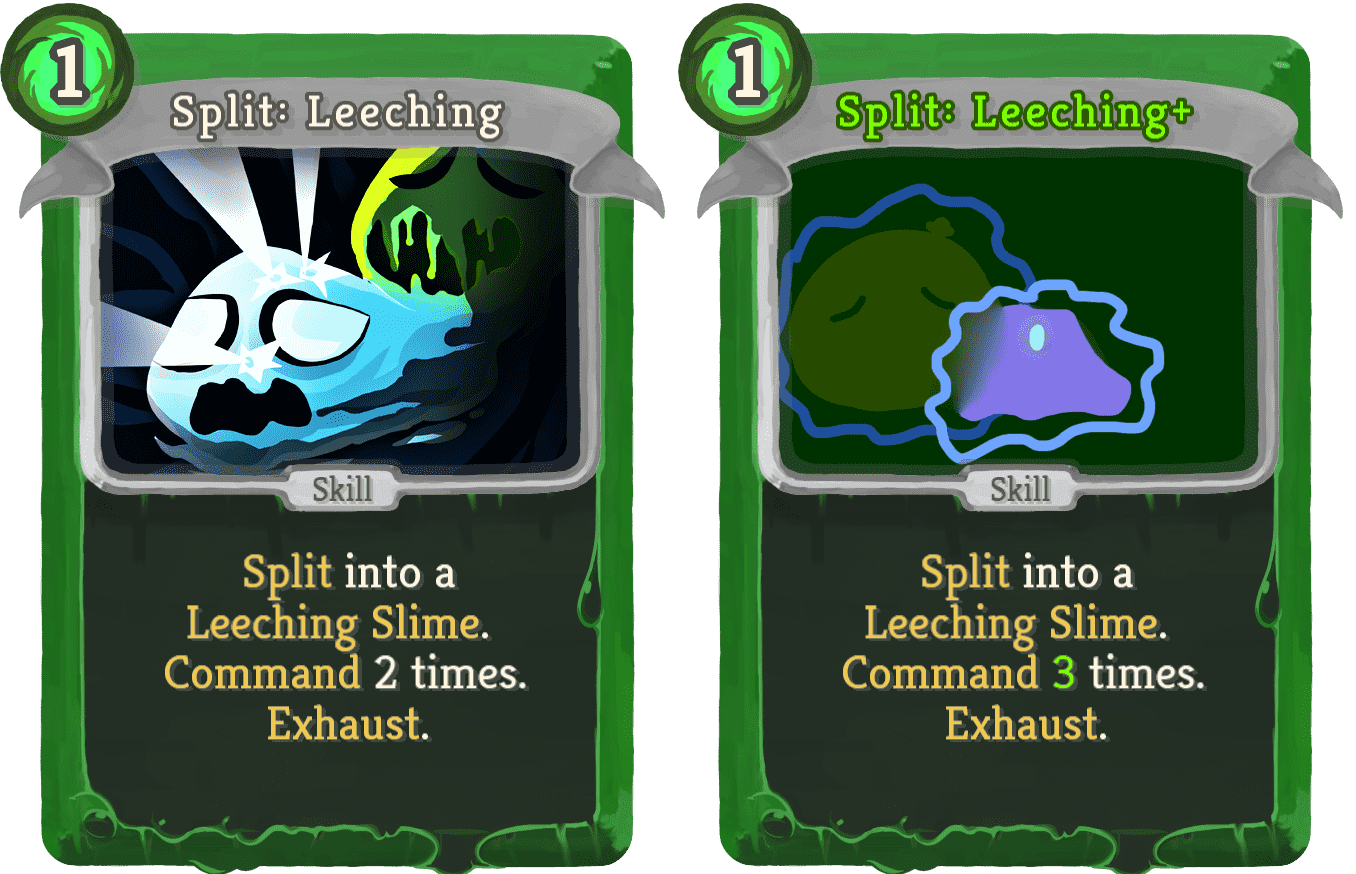 1
Split: Leeching
Skill
Split into a
Leeching Slime.
Command 2 times.
Exhaust.
1
Split: Leeching+
Skill
Split into a
Leeching Slime.
Command 3 times.
Exhaust.